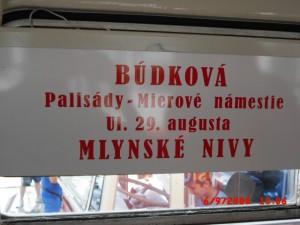 BÚDKOVÁ
Palisády - Mierové námestie
Ul. 29. augusta
MLYNSKÉ NIVY